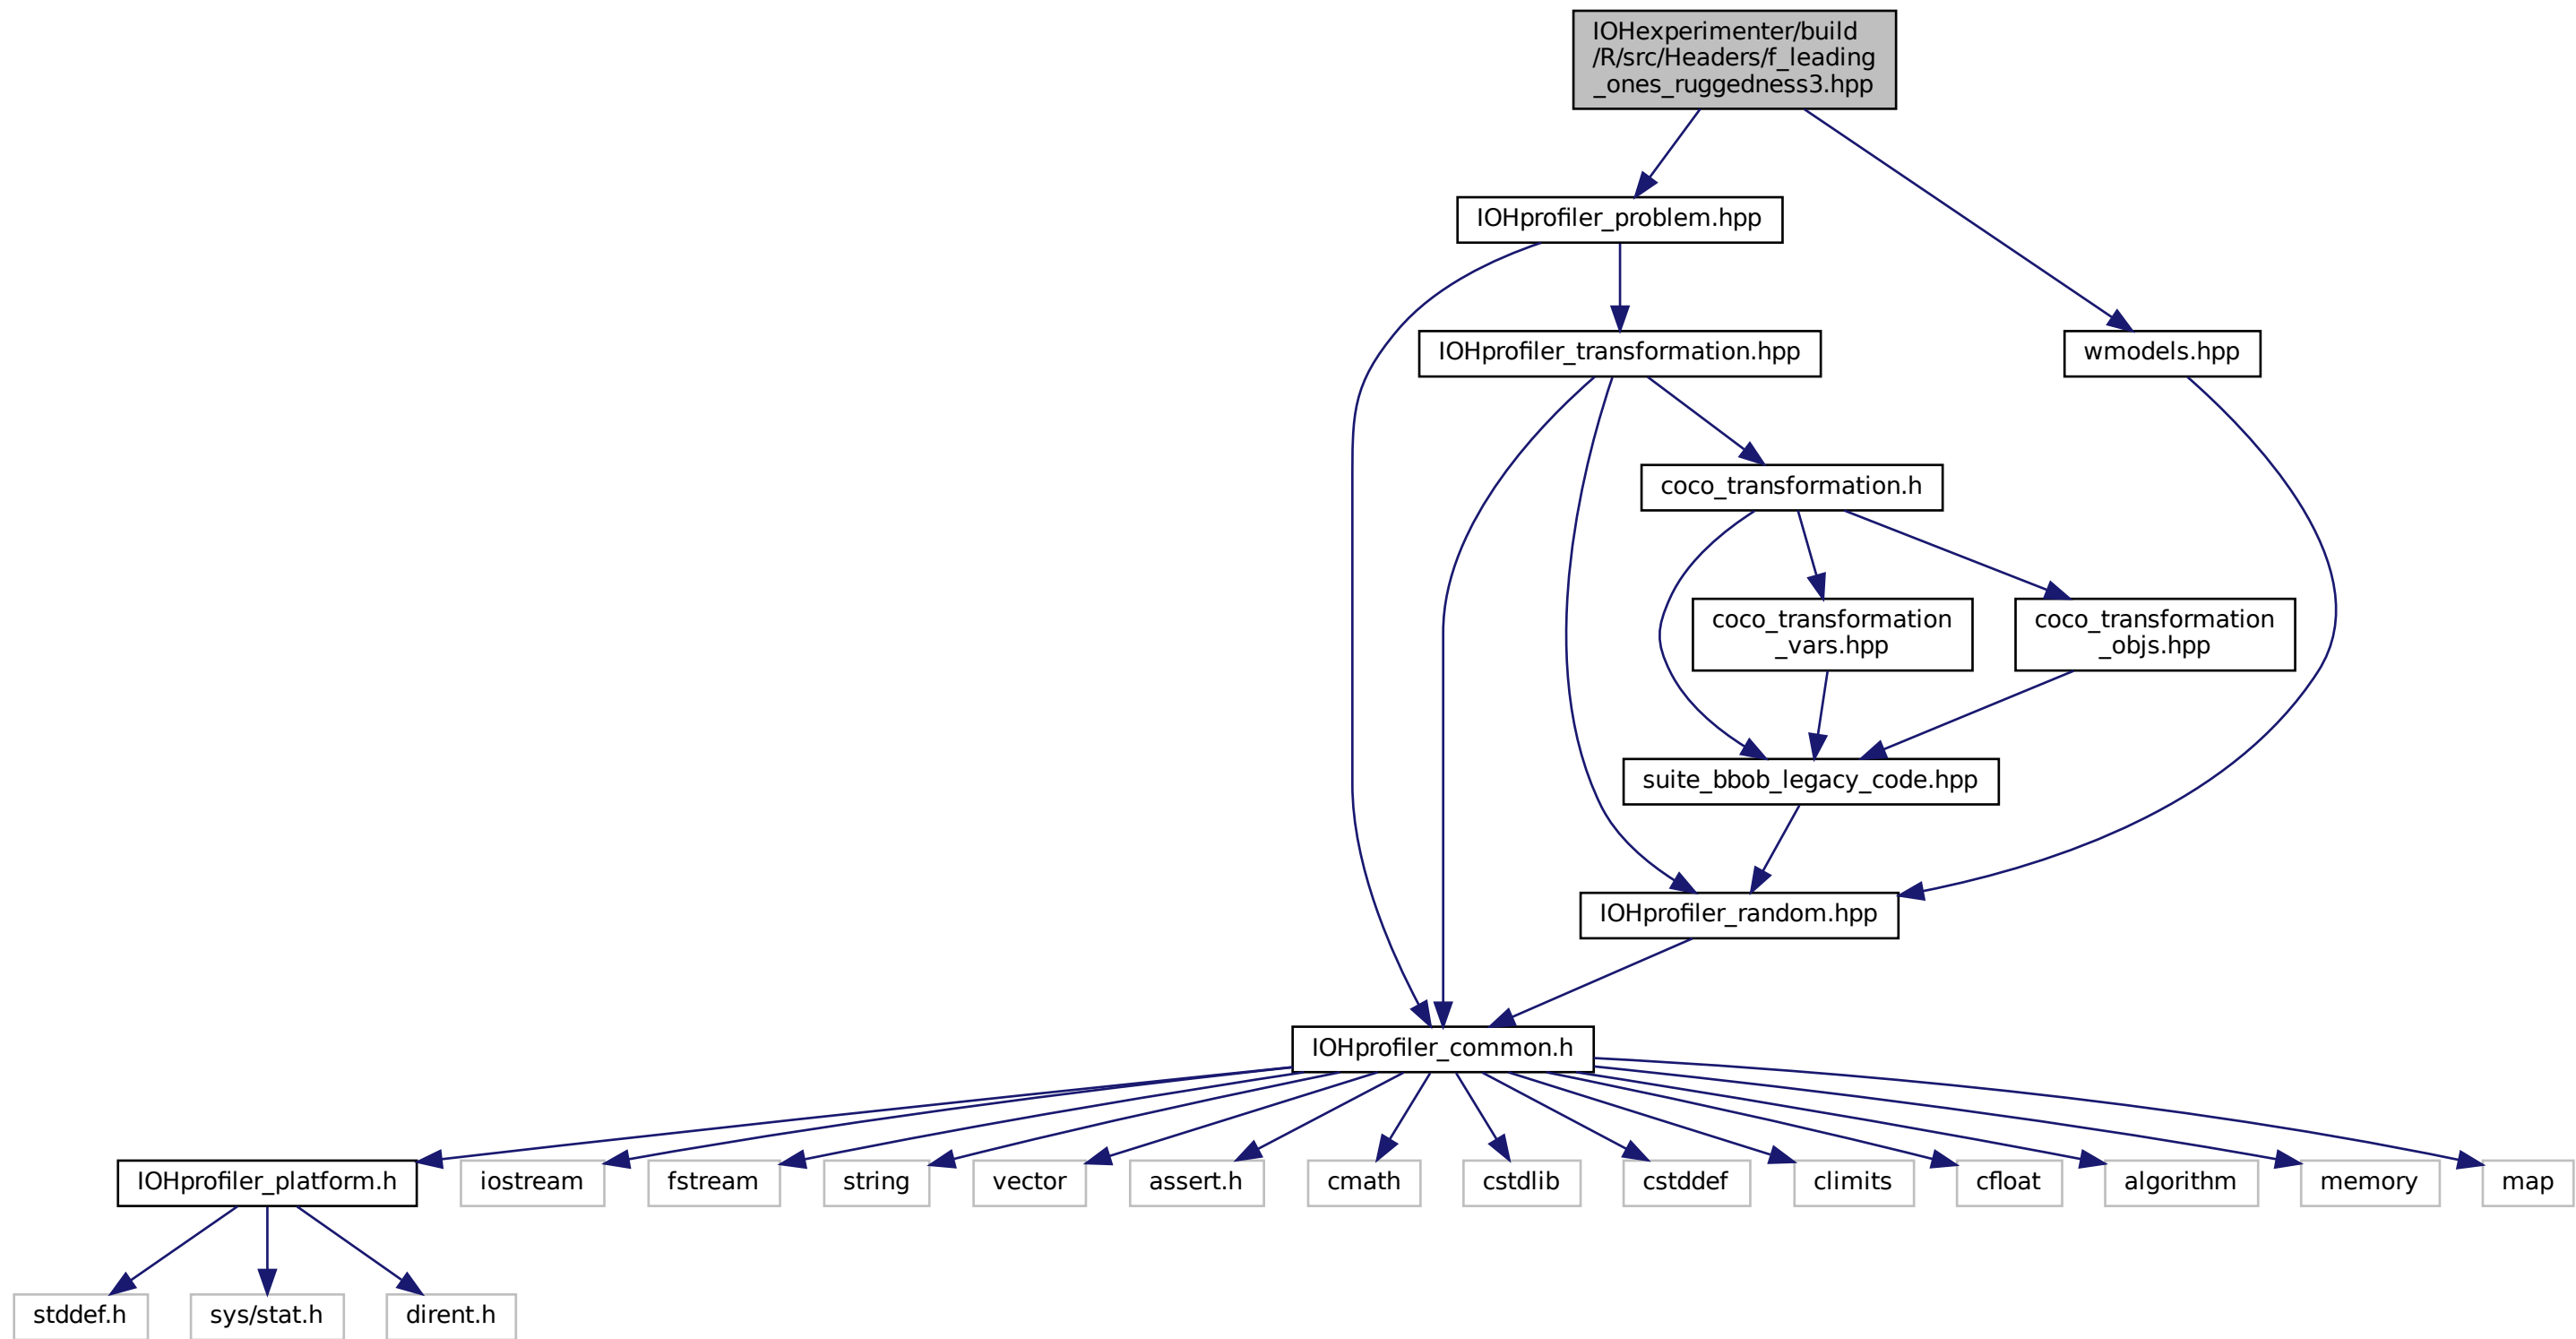 IOHexperimenter/build
/R/src/Headers/f_leading
_ones_ruggedness3.hpp
IOHprofiler_problem.hpp
IOHprofiler_transformation.hpp
wmodels.hpp
coco_transformation.h
coco_transformation
_vars.hpp
coco_transformation
_objs.hpp
suite_bbob_legacy_code.hpp
IOHprofiler_random.hpp
IOHprofiler_common.h
IOHprofiler_platform.h
iostream
fstream
string
vector
assert.h
cmath
cstdlib
cstddef
climits
cfloat
algorithm
memory
map
stddef.h
sys/stat.h
dirent.h